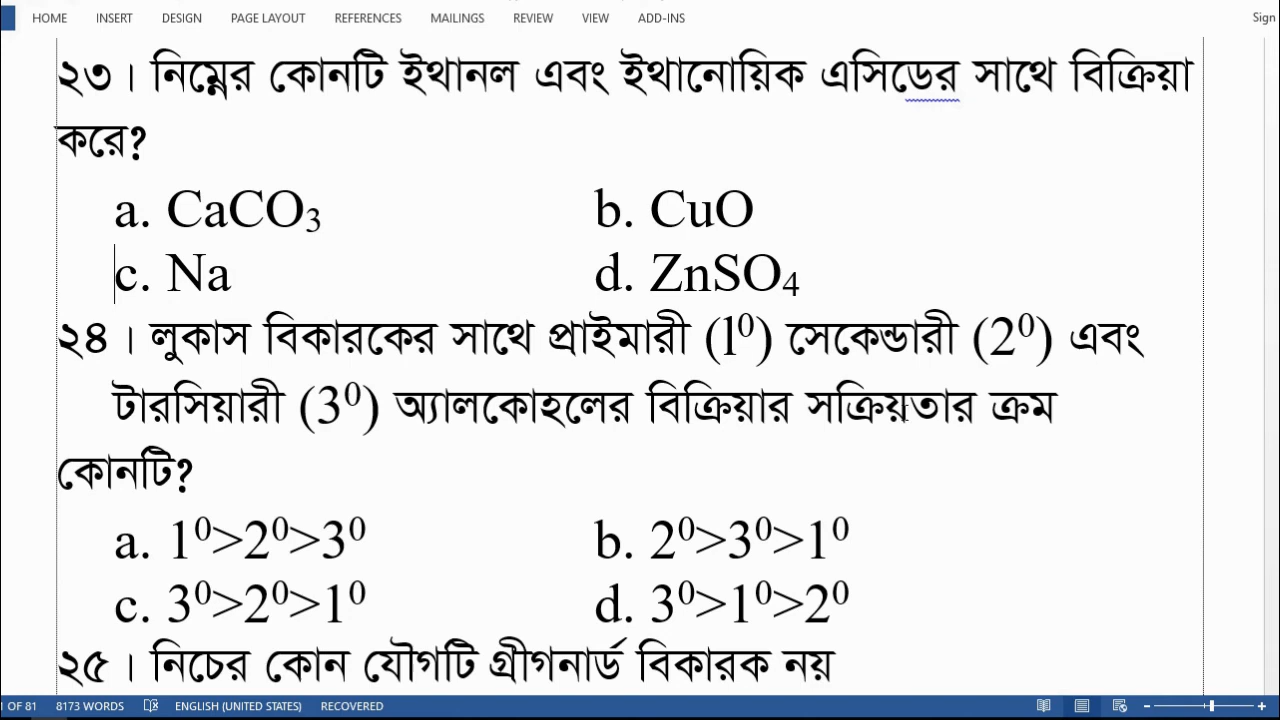 HOME INSERT DESIGN PAGE LAYOUT REFERENCES MAILINGS REVIEW VIEW ADD-INS Sign
২৩। নিম্নের কোনটি ইথানল এবং ইথানোয়িক এসিডের সাথে বিক্রিয়া
করে?
a. CaCO₃ b. CuO
c. Na d. ZnSO₄
২৪। লুকাস বিকারকের সাথে প্রাইমারী (1⁰) সেকেন্ডারী (2⁰) এবং
টারসিয়ারী (3⁰) অ্যালকোহলের বিক্রিয়ার সক্রিয়তার ক্রম
কোনটি?
a. 1⁰>2⁰>3⁰ b. 2⁰>3⁰>1⁰
c. 3⁰>2⁰>1⁰ d. 3⁰>1⁰>2⁰
২৫। নিচের কোন যৌগটি গ্রীগনার্ড বিকারক নয়
OF 81 8173 WORDS ENGLISH (UNITED STATES) RECOVERED